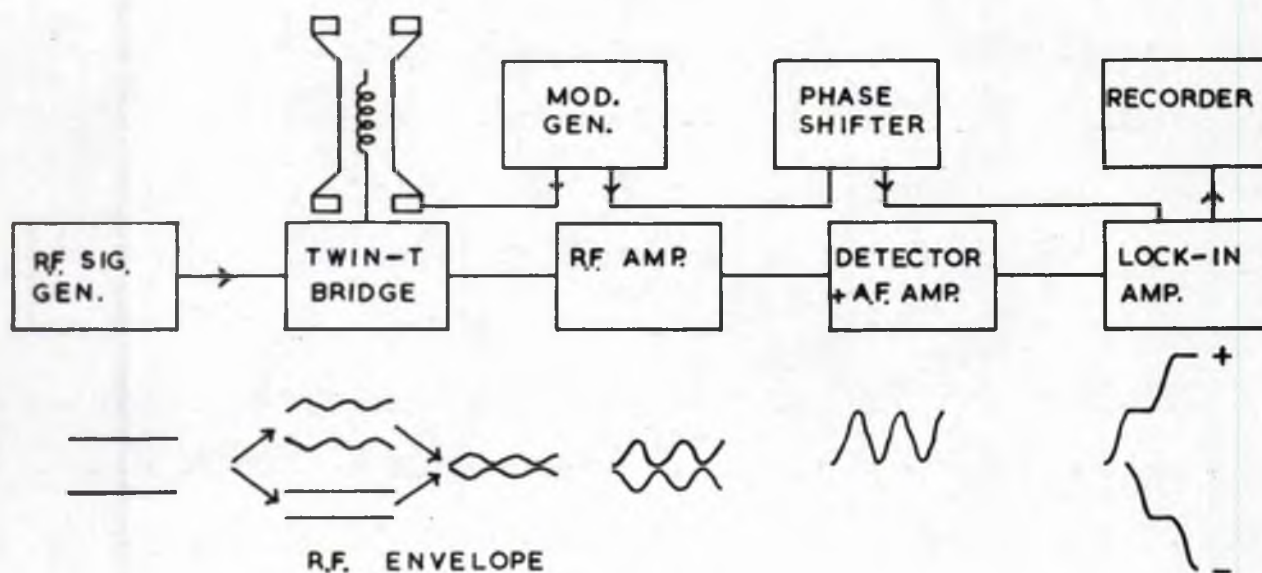 MOD.
GEN.
PHASE
SHIFTER
RECORDER
R.F. SIG.
GEN.
TWIN-T
BRIDGE
R.F. AMP.
DETECTOR
+ A.F. AMP.
LOCK-IN
AMP.
+
R.F. ENVELOPE
-